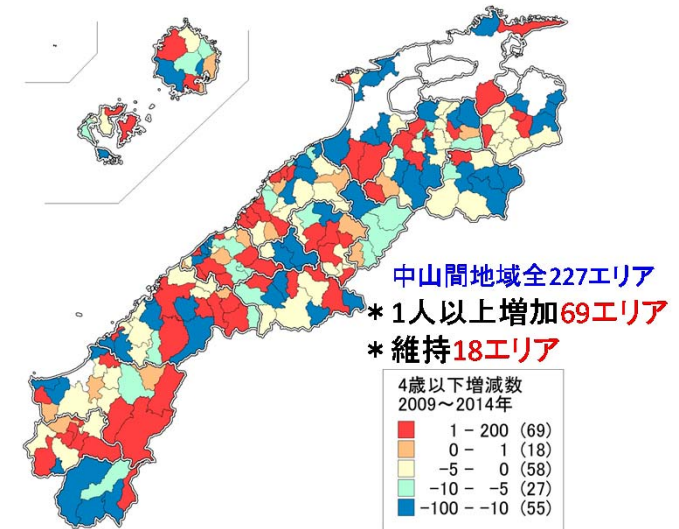 中山間地域全227エリア
＊1人以上増加69エリア
＊維持18エリア
4歳以下増減数
2009～2014年
1 - 200 (69)
0 - 1 (18)
-5 - 0 (58)
-10 - -5 (27)
-100 - -10 (55)